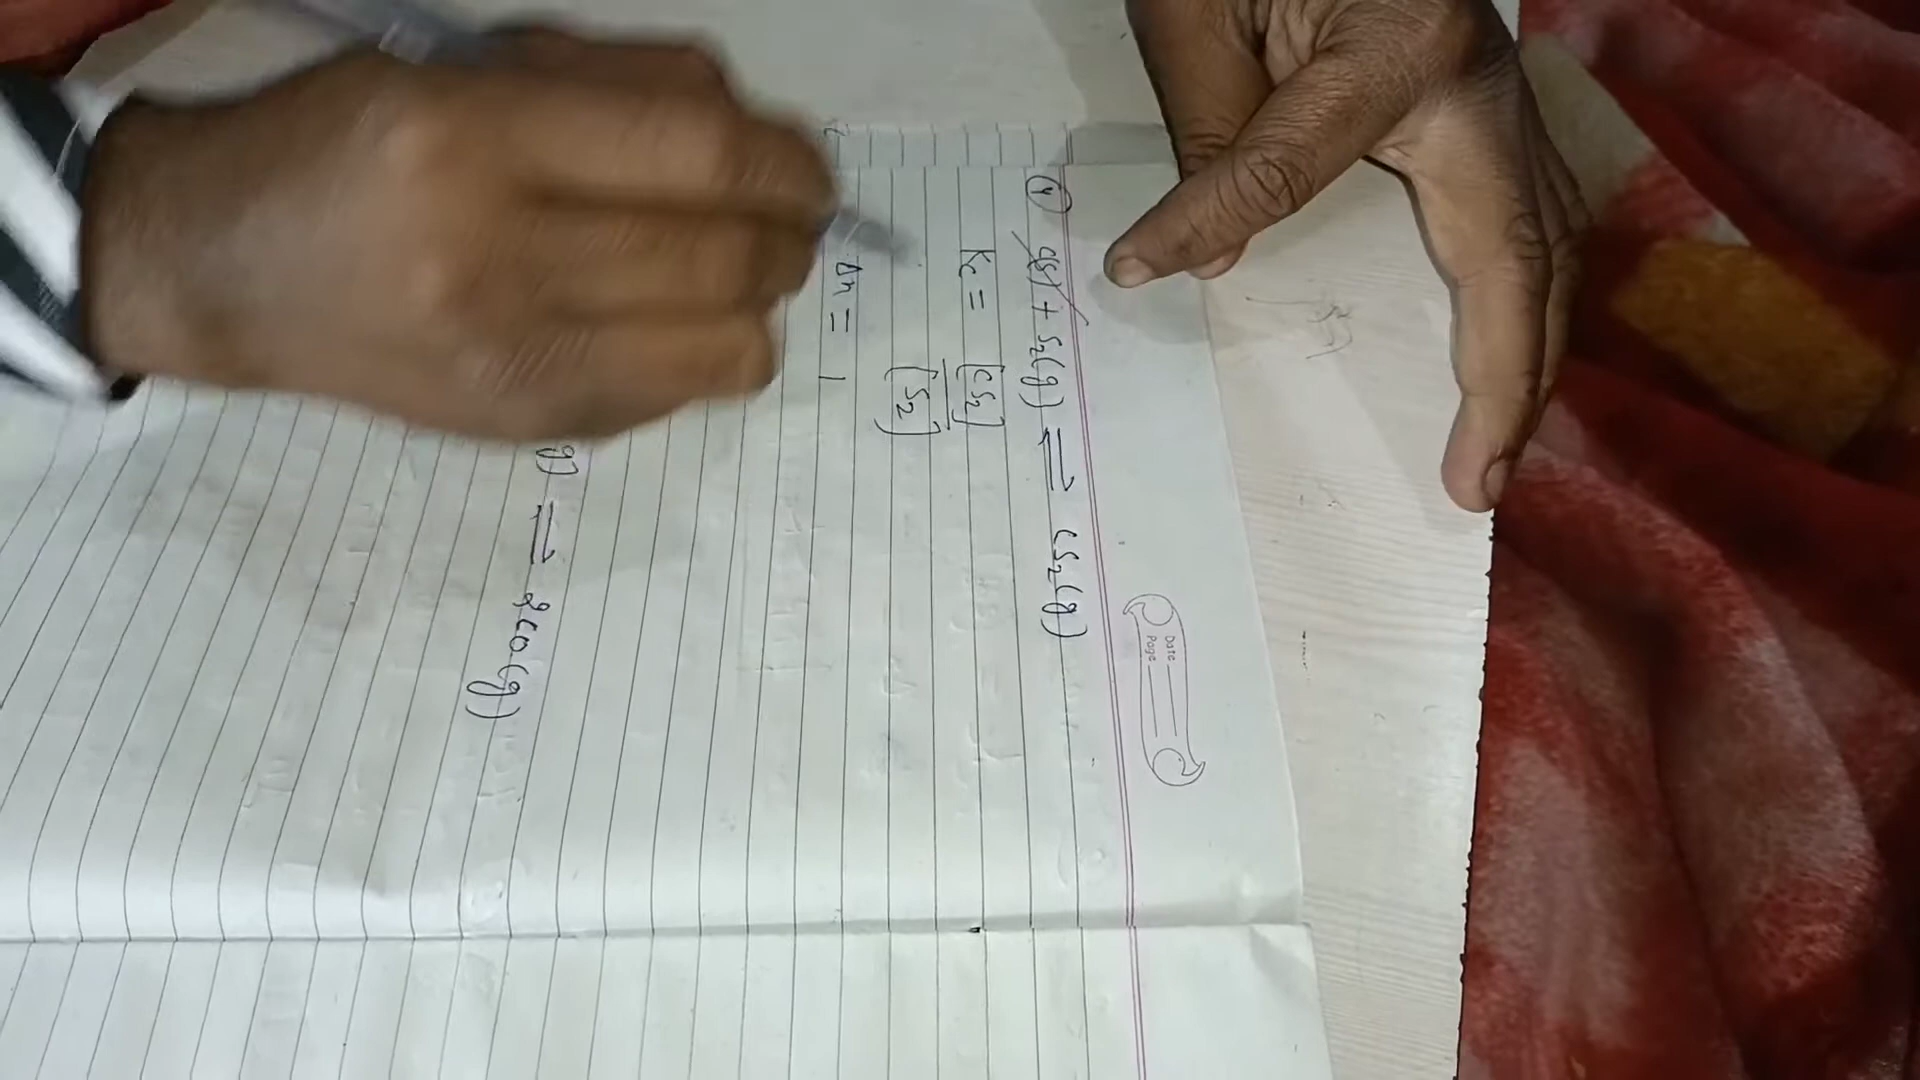 Date
Page
④ C(s) + S₂(g) ⇌ CS₂(g)
Kc = [CS₂]
[S₂]
Δn = 1
g) ⇌ 2CO(g)